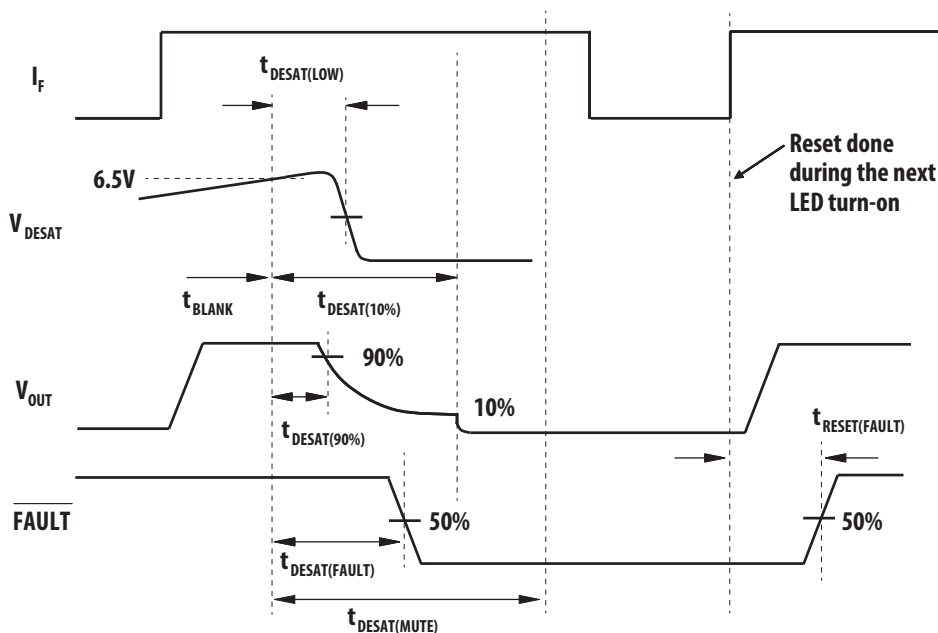 I_F
t_DESAT(LOW)
Reset done
during the next
LED turn-on
6.5V
V_DESAT
t_BLANK
t_DESAT(10%)
90%
V_OUT
10%
t_RESET(FAULT)
t_DESAT(90%)
FAULT
50%
50%
t_DESAT(FAULT)
t_DESAT(MUTE)